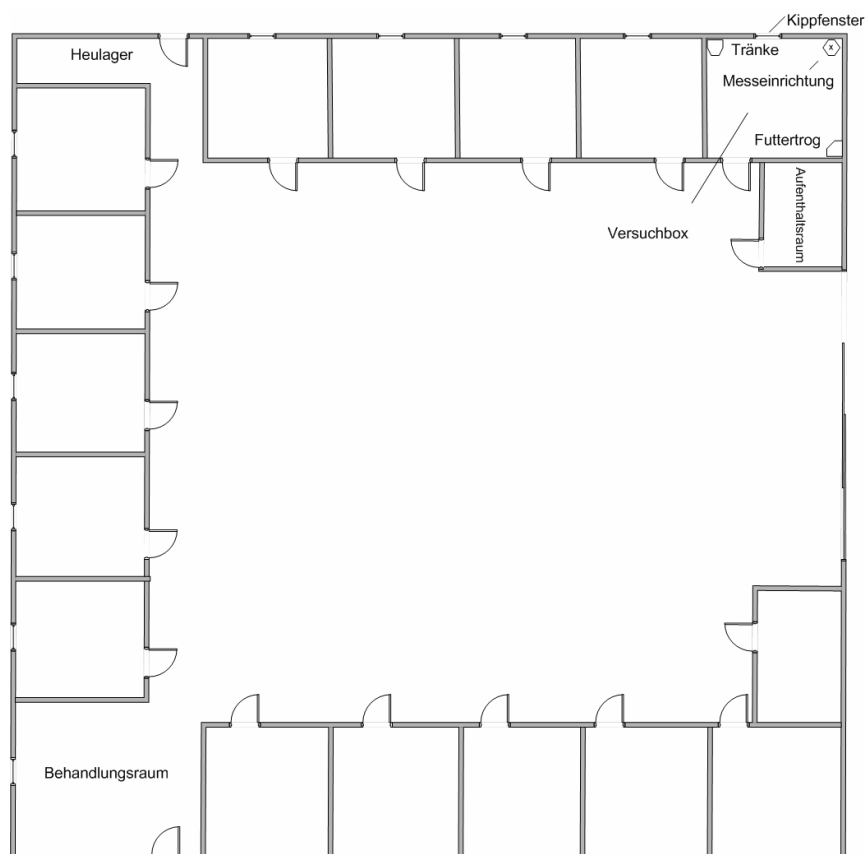 Kippfenster
Heulager
Tränke
x
Messeinrichtung
Futtertrog
Aufenthaltsraum
Versuchbox
Behandlungsraum